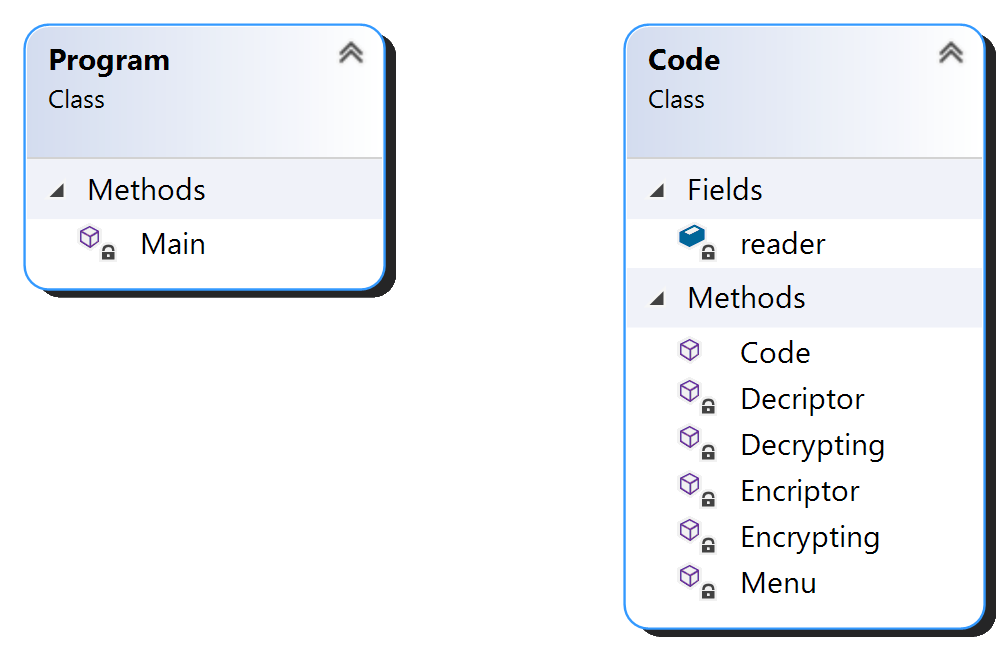 Program
Class
Methods
Main
Code
Class
Fields
reader
Methods
Code
Decriptor
Decrypting
Encriptor
Encrypting
Menu